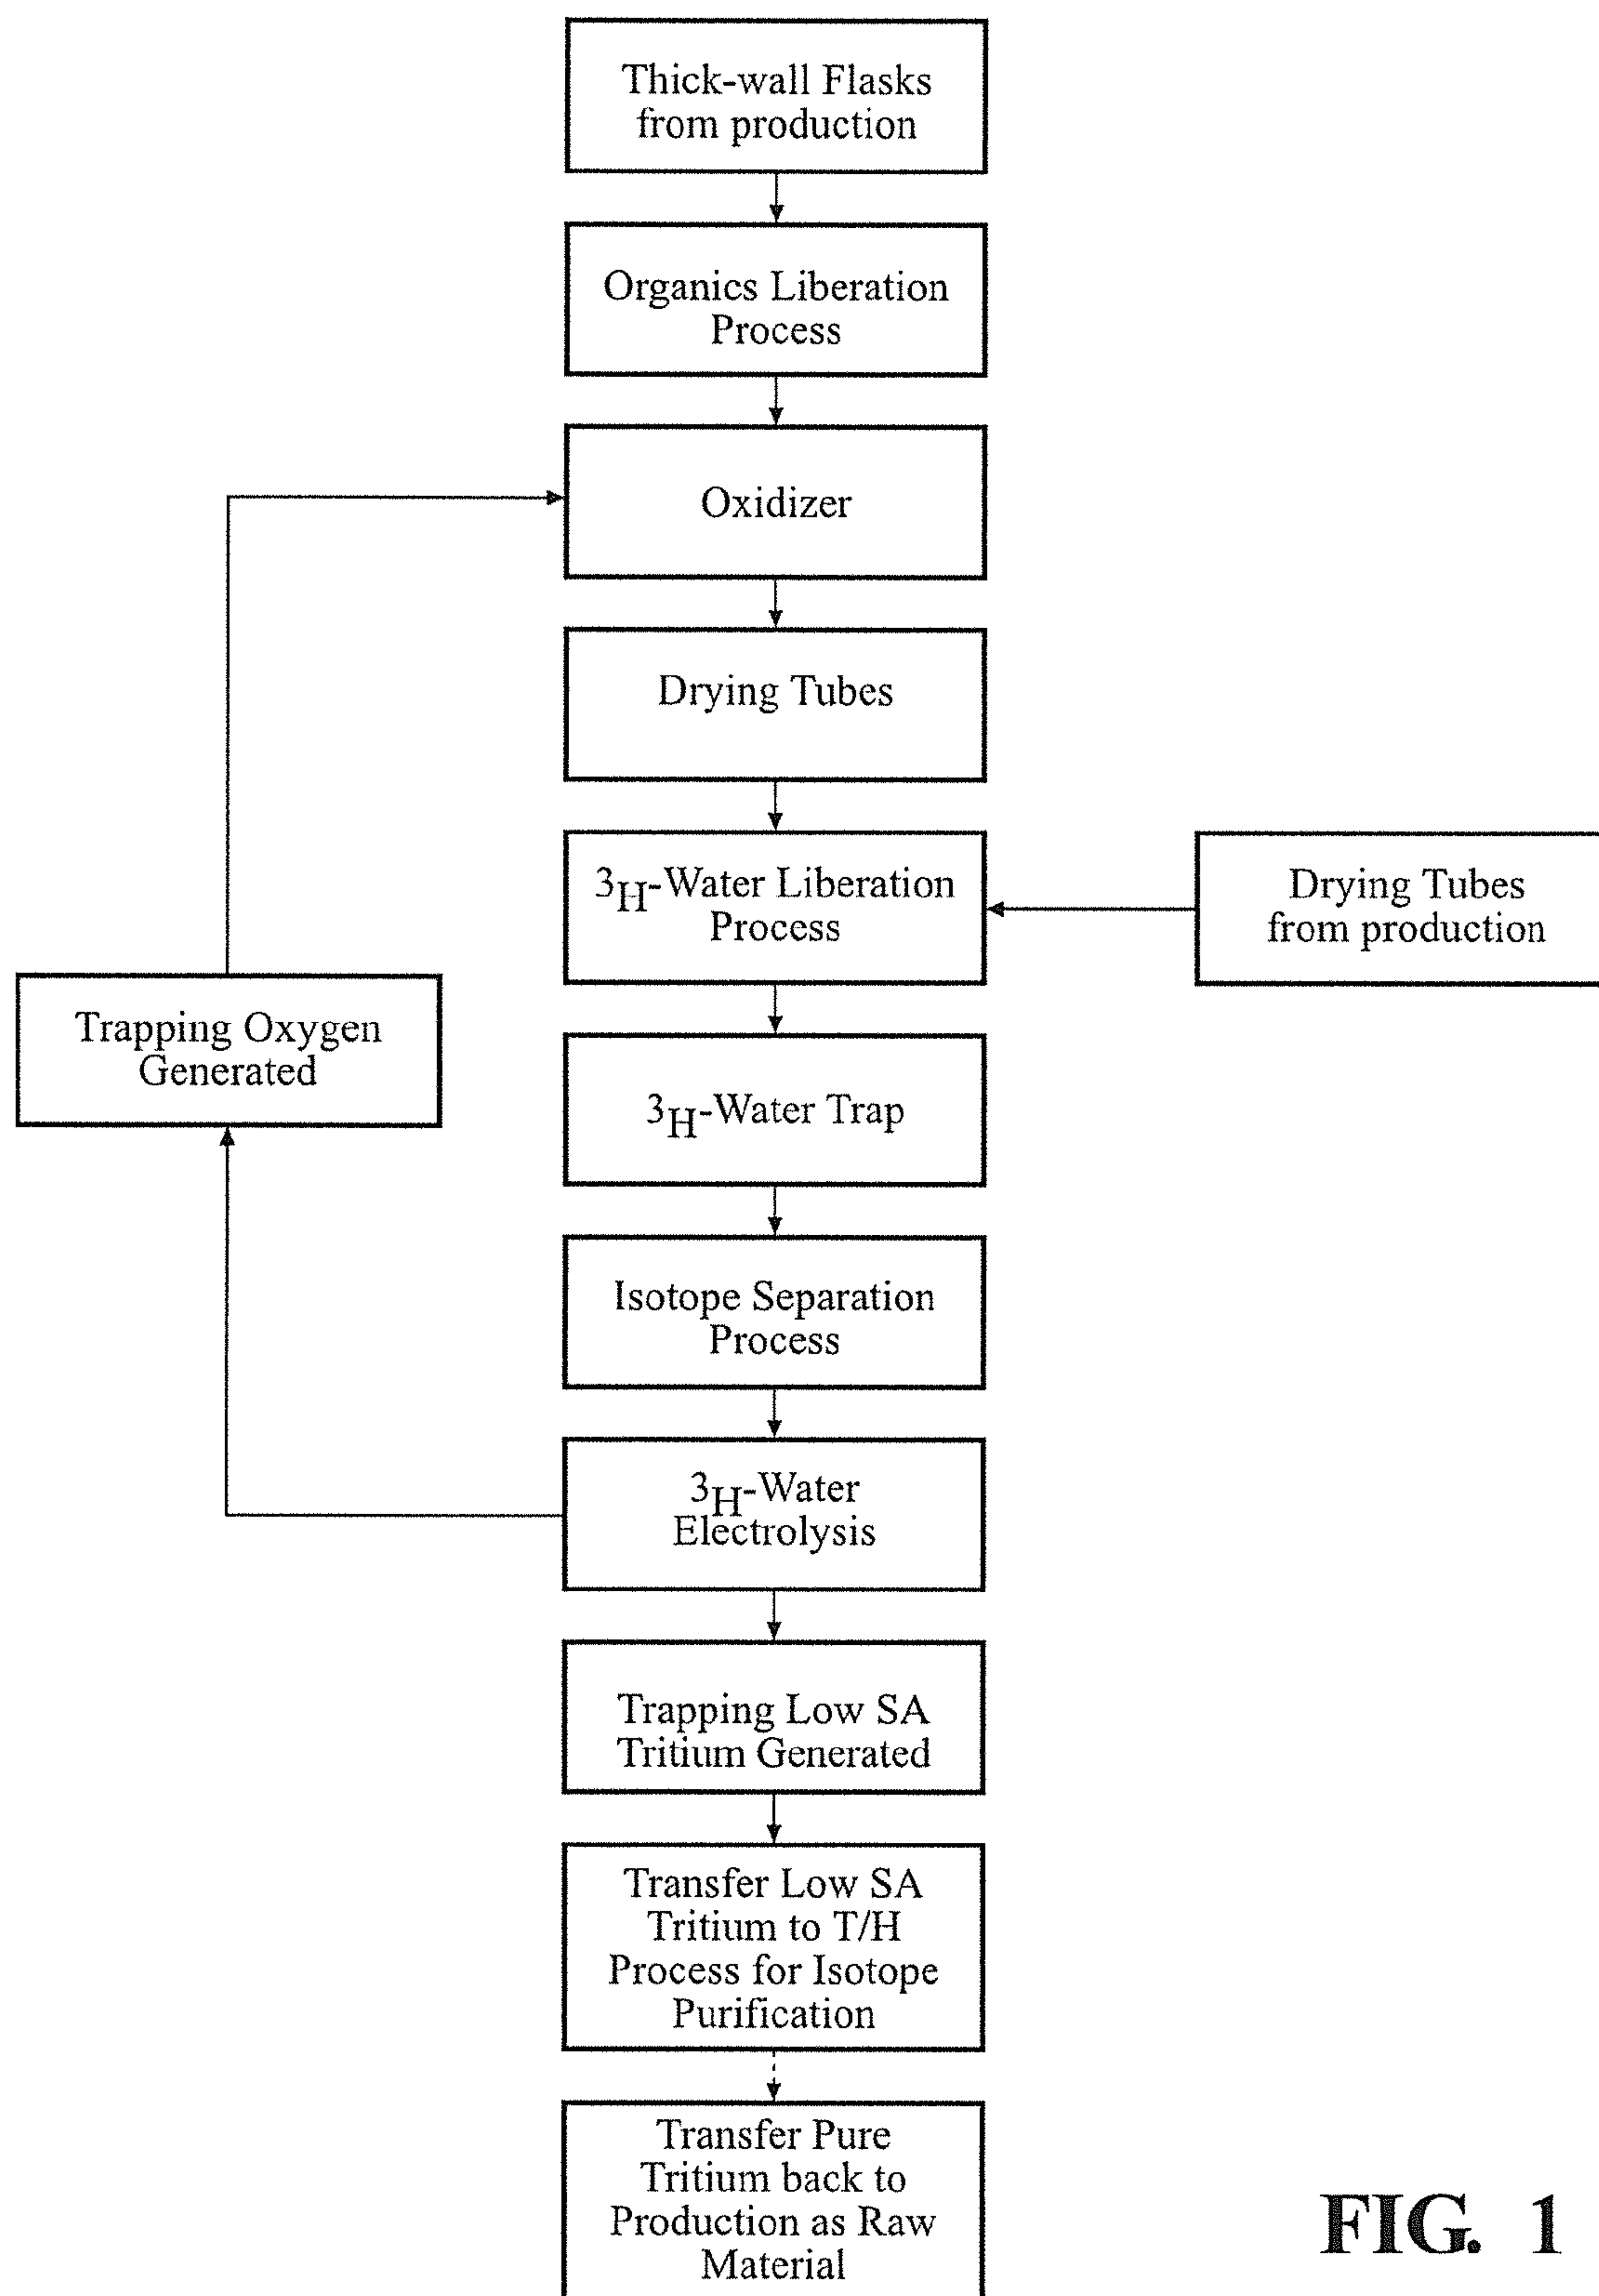 Thick-wall Flasks
from production
Organics Liberation
Process
Oxidizer
Drying Tubes
3H-Water Liberation
Process
Drying Tubes
from production
Trapping Oxygen
Generated
3H-Water Trap
Isotope Separation
Process
3H-Water
Electrolysis
Trapping Low SA
Tritium Generated
Transfer Low SA
Tritium to T/H
Process for Isotope
Purification
Transfer Pure
Tritium back to
Production as Raw
Material
FIG. 1